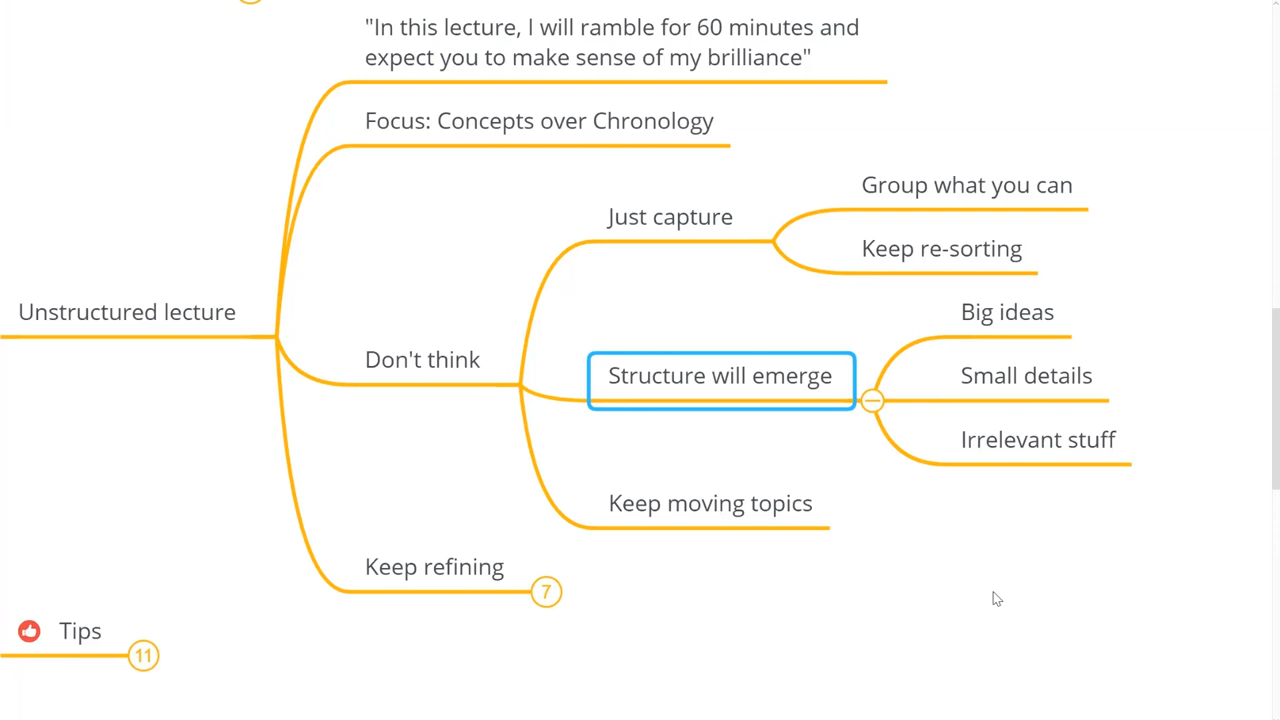 "In this lecture, I will ramble for 60 minutes and
expect you to make sense of my brilliance"
Focus: Concepts over Chronology
Group what you can
Just capture
Keep re-sorting
Unstructured lecture
Big ideas
Don't think
Structure will emerge
Small details
Irrelevant stuff
Keep moving topics
Keep refining
7
Tips
11